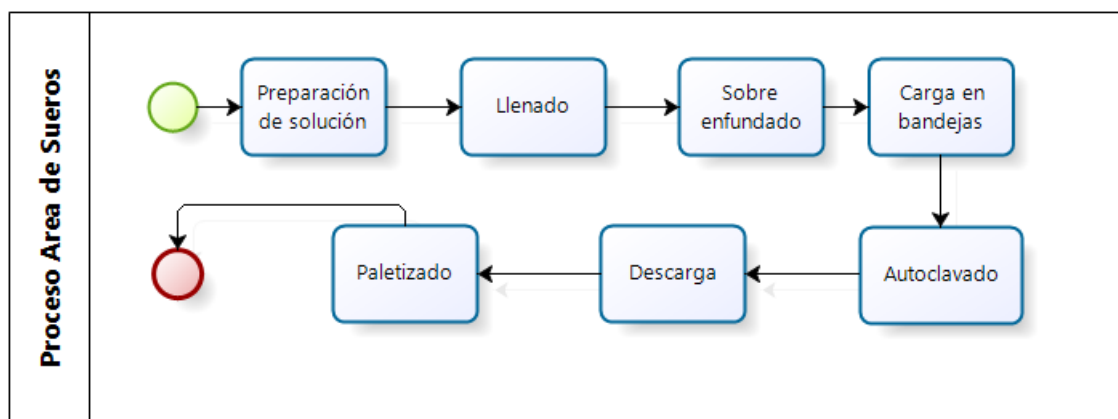 Proceso Area de Sueros
Preparación
de solución
Llenado
Sobre
enfundado
Carga en
bandejas
Paletizado
Descarga
Autoclavado